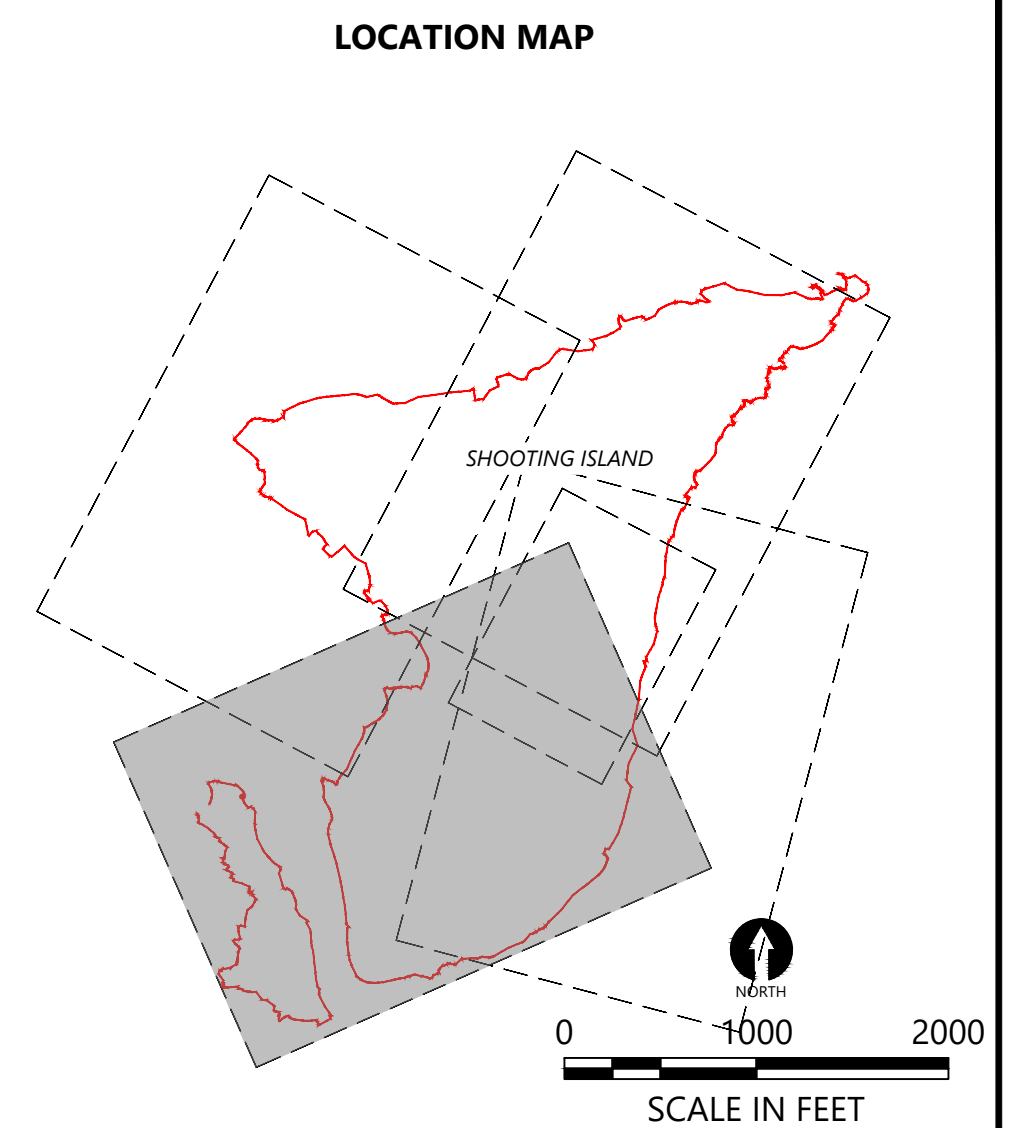 LOCATION MAP
SHOOTING ISLAND
NORTH
0 1000 2000
SCALE IN FEET